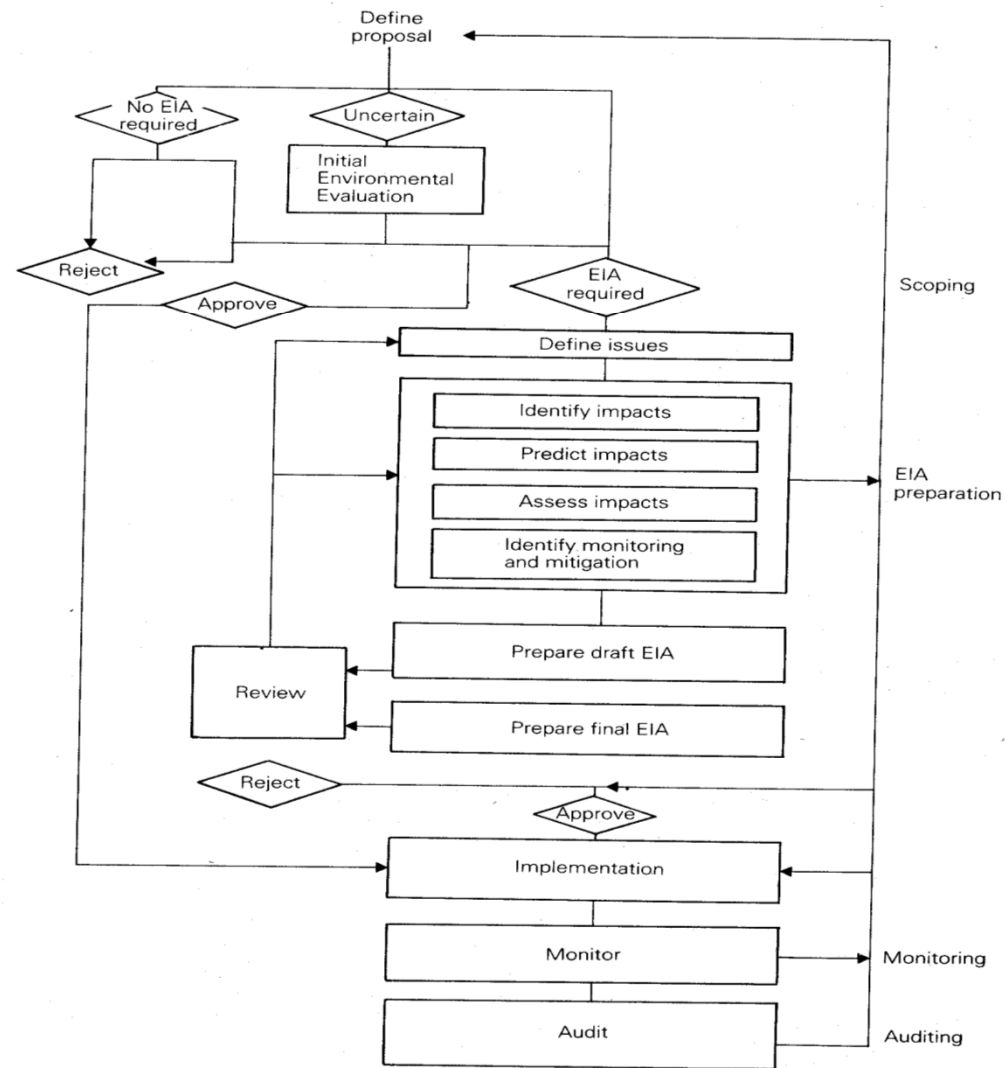 Define
proposal
No EIA
required
Uncertain
Initial
Environmental
Evaluation
Reject
EIA
required
Scoping
Approve
Define issues
Identify impacts
Predict impacts
EIA
preparation
Assess impacts
Identify monitoring
and mitigation
Prepare draft EIA
Review
Prepare final EIA
Reject
Approve
Implementation
Monitor
Monitoring
Audit
Auditing